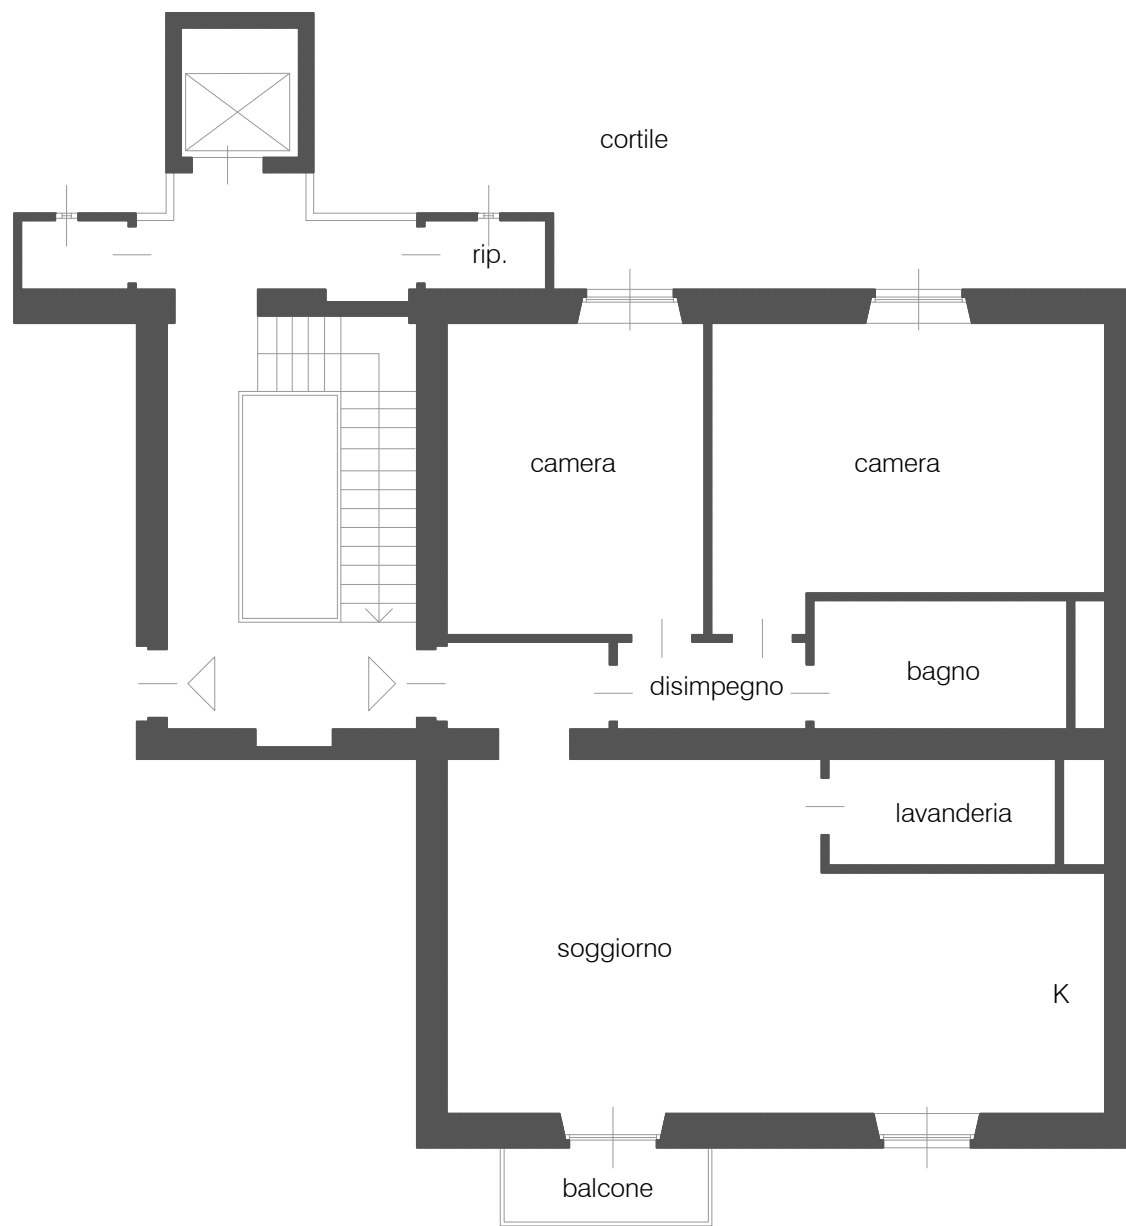 cortile
rip.
camera
camera
bagno
disimpegno
lavanderia
soggiorno
K
balcone